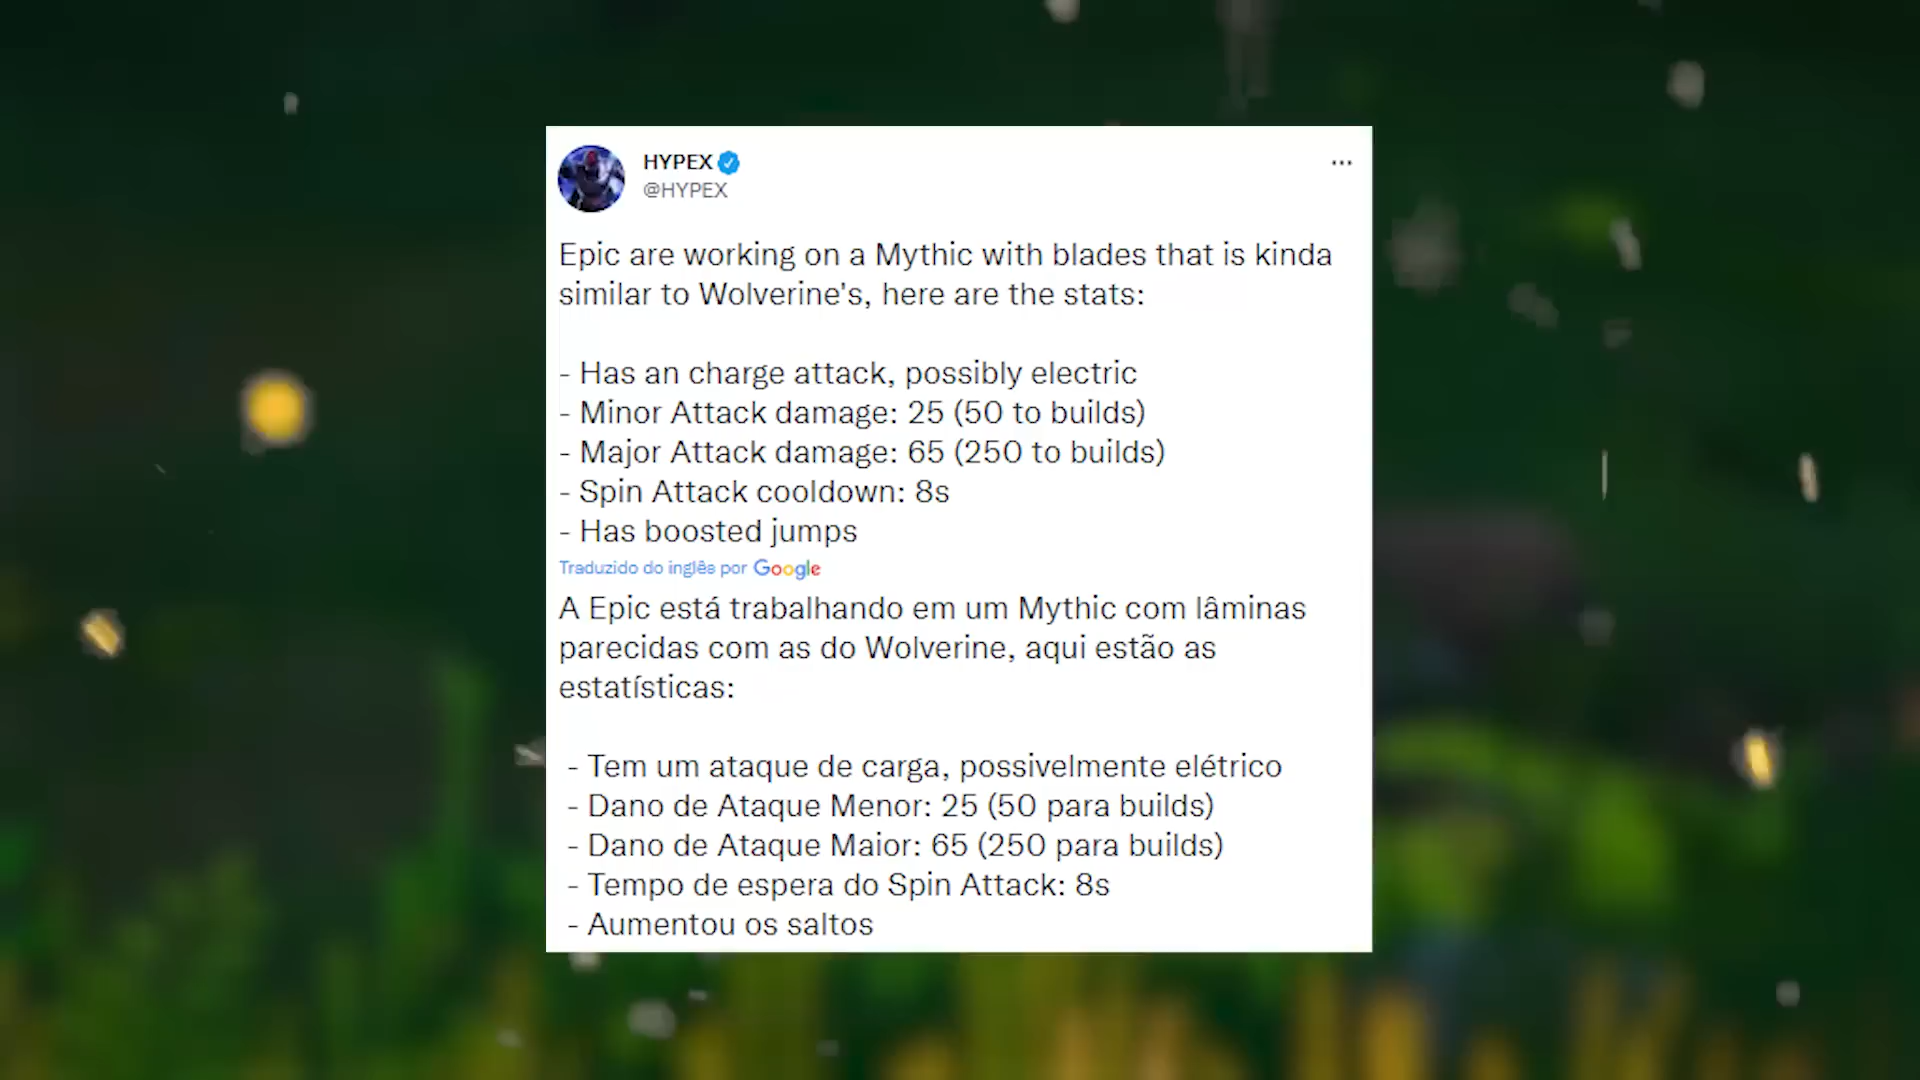 HYPEX
@HYPEX
...
Epic are working on a Mythic with blades that is kinda
similar to Wolverine's, here are the stats:
- Has an charge attack, possibly electric
- Minor Attack damage: 25 (50 to builds)
- Major Attack damage: 65 (250 to builds)
- Spin Attack cooldown: 8s
- Has boosted jumps
Traduzido do inglês por Google
A Epic está trabalhando em um Mythic com lâminas
parecidas com as do Wolverine, aqui estão as
estatísticas:
- Tem um ataque de carga, possivelmente elétrico
- Dano de Ataque Menor: 25 (50 para builds)
- Dano de Ataque Maior: 65 (250 para builds)
- Tempo de espera do Spin Attack: 8s
- Aumentou os saltos